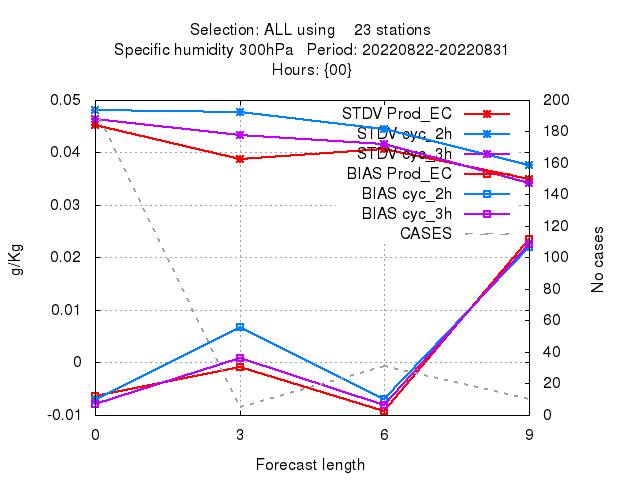 Selection: ALL using 23 stations
Specific humidity 300hPa Period: 20220822-20220831
Hours: {00}
0.05
0.04
0.03
0.02
0.01
0
-0.01
g/Kg
STDV Prod_EC
STDV cyc_2h
STDV cyc_3h
BIAS Prod_EC
BIAS cyc_2h
BIAS cyc_3h
CASES
200
180
160
140
120
100
80
60
40
20
0
No cases
0 3 6 9
Forecast length